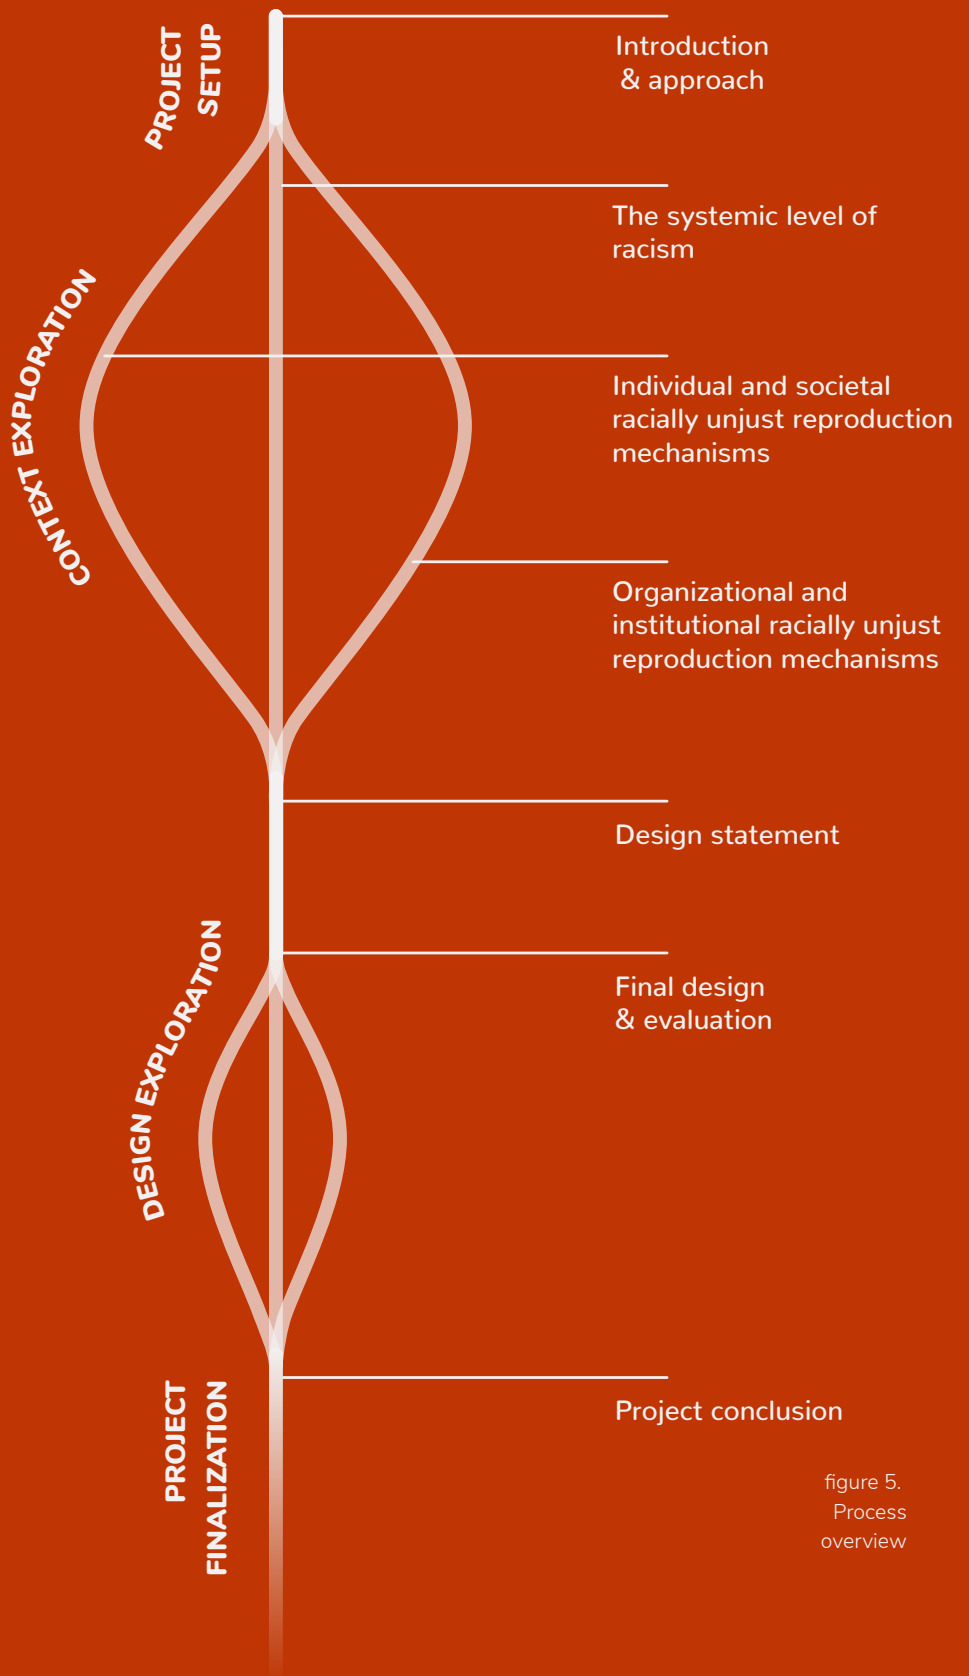 PROJECT
SETUP
Introduction
& approach
The systemic level of
racism
CONTEXT EXPLORATION
Individual and societal
racially unjust reproduction
mechanisms
Organizational and
institutional racially unjust
reproduction mechanisms
Design statement
DESIGN EXPLORATION
Final design
& evaluation
PROJECT
FINALIZATION
Project conclusion
figure 5.
Process
overview